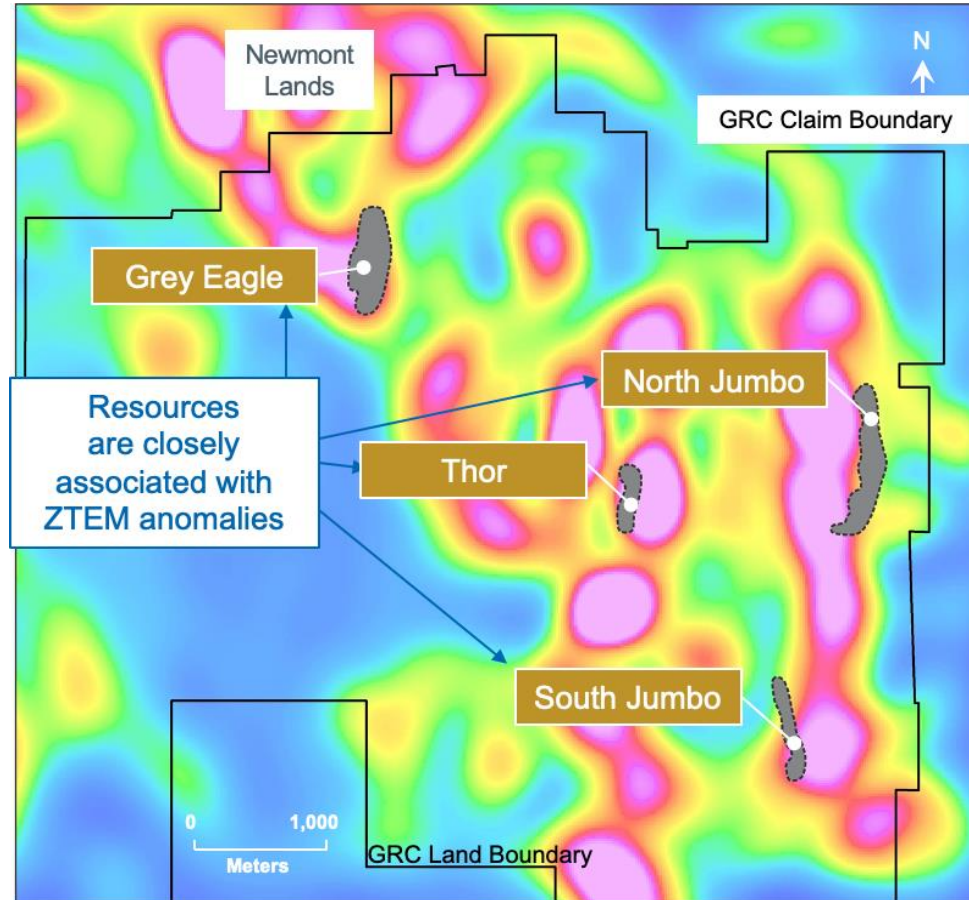 Newmont
Lands
N
GRC Claim Boundary
Grey Eagle
North Jumbo
Resources
are closely
associated with
ZTEM anomalies
Thor
South Jumbo
0 1,000
Meters
GRC Land Boundary